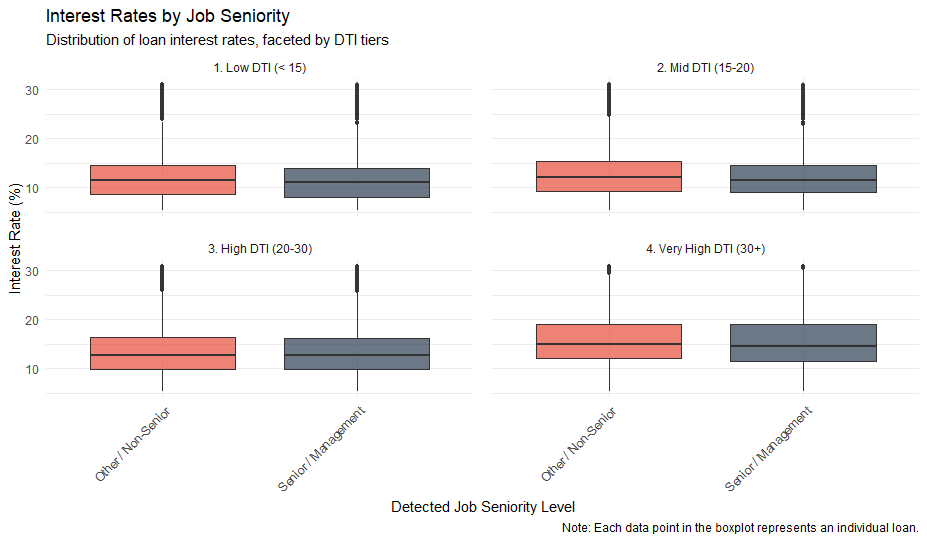 Interest Rates by Job Seniority
Distribution of loan interest rates, faceted by DTI tiers
1. Low DTI (< 15)
2. Mid DTI (15-20)
30
20
10
3. High DTI (20-30)
4. Very High DTI (30+)
30
20
10
Interest Rate (%)
Other / Non-Senior
Senior / Management
Other / Non-Senior
Senior / Management
Detected Job Seniority Level
Note: Each data point in the boxplot represents an individual loan.